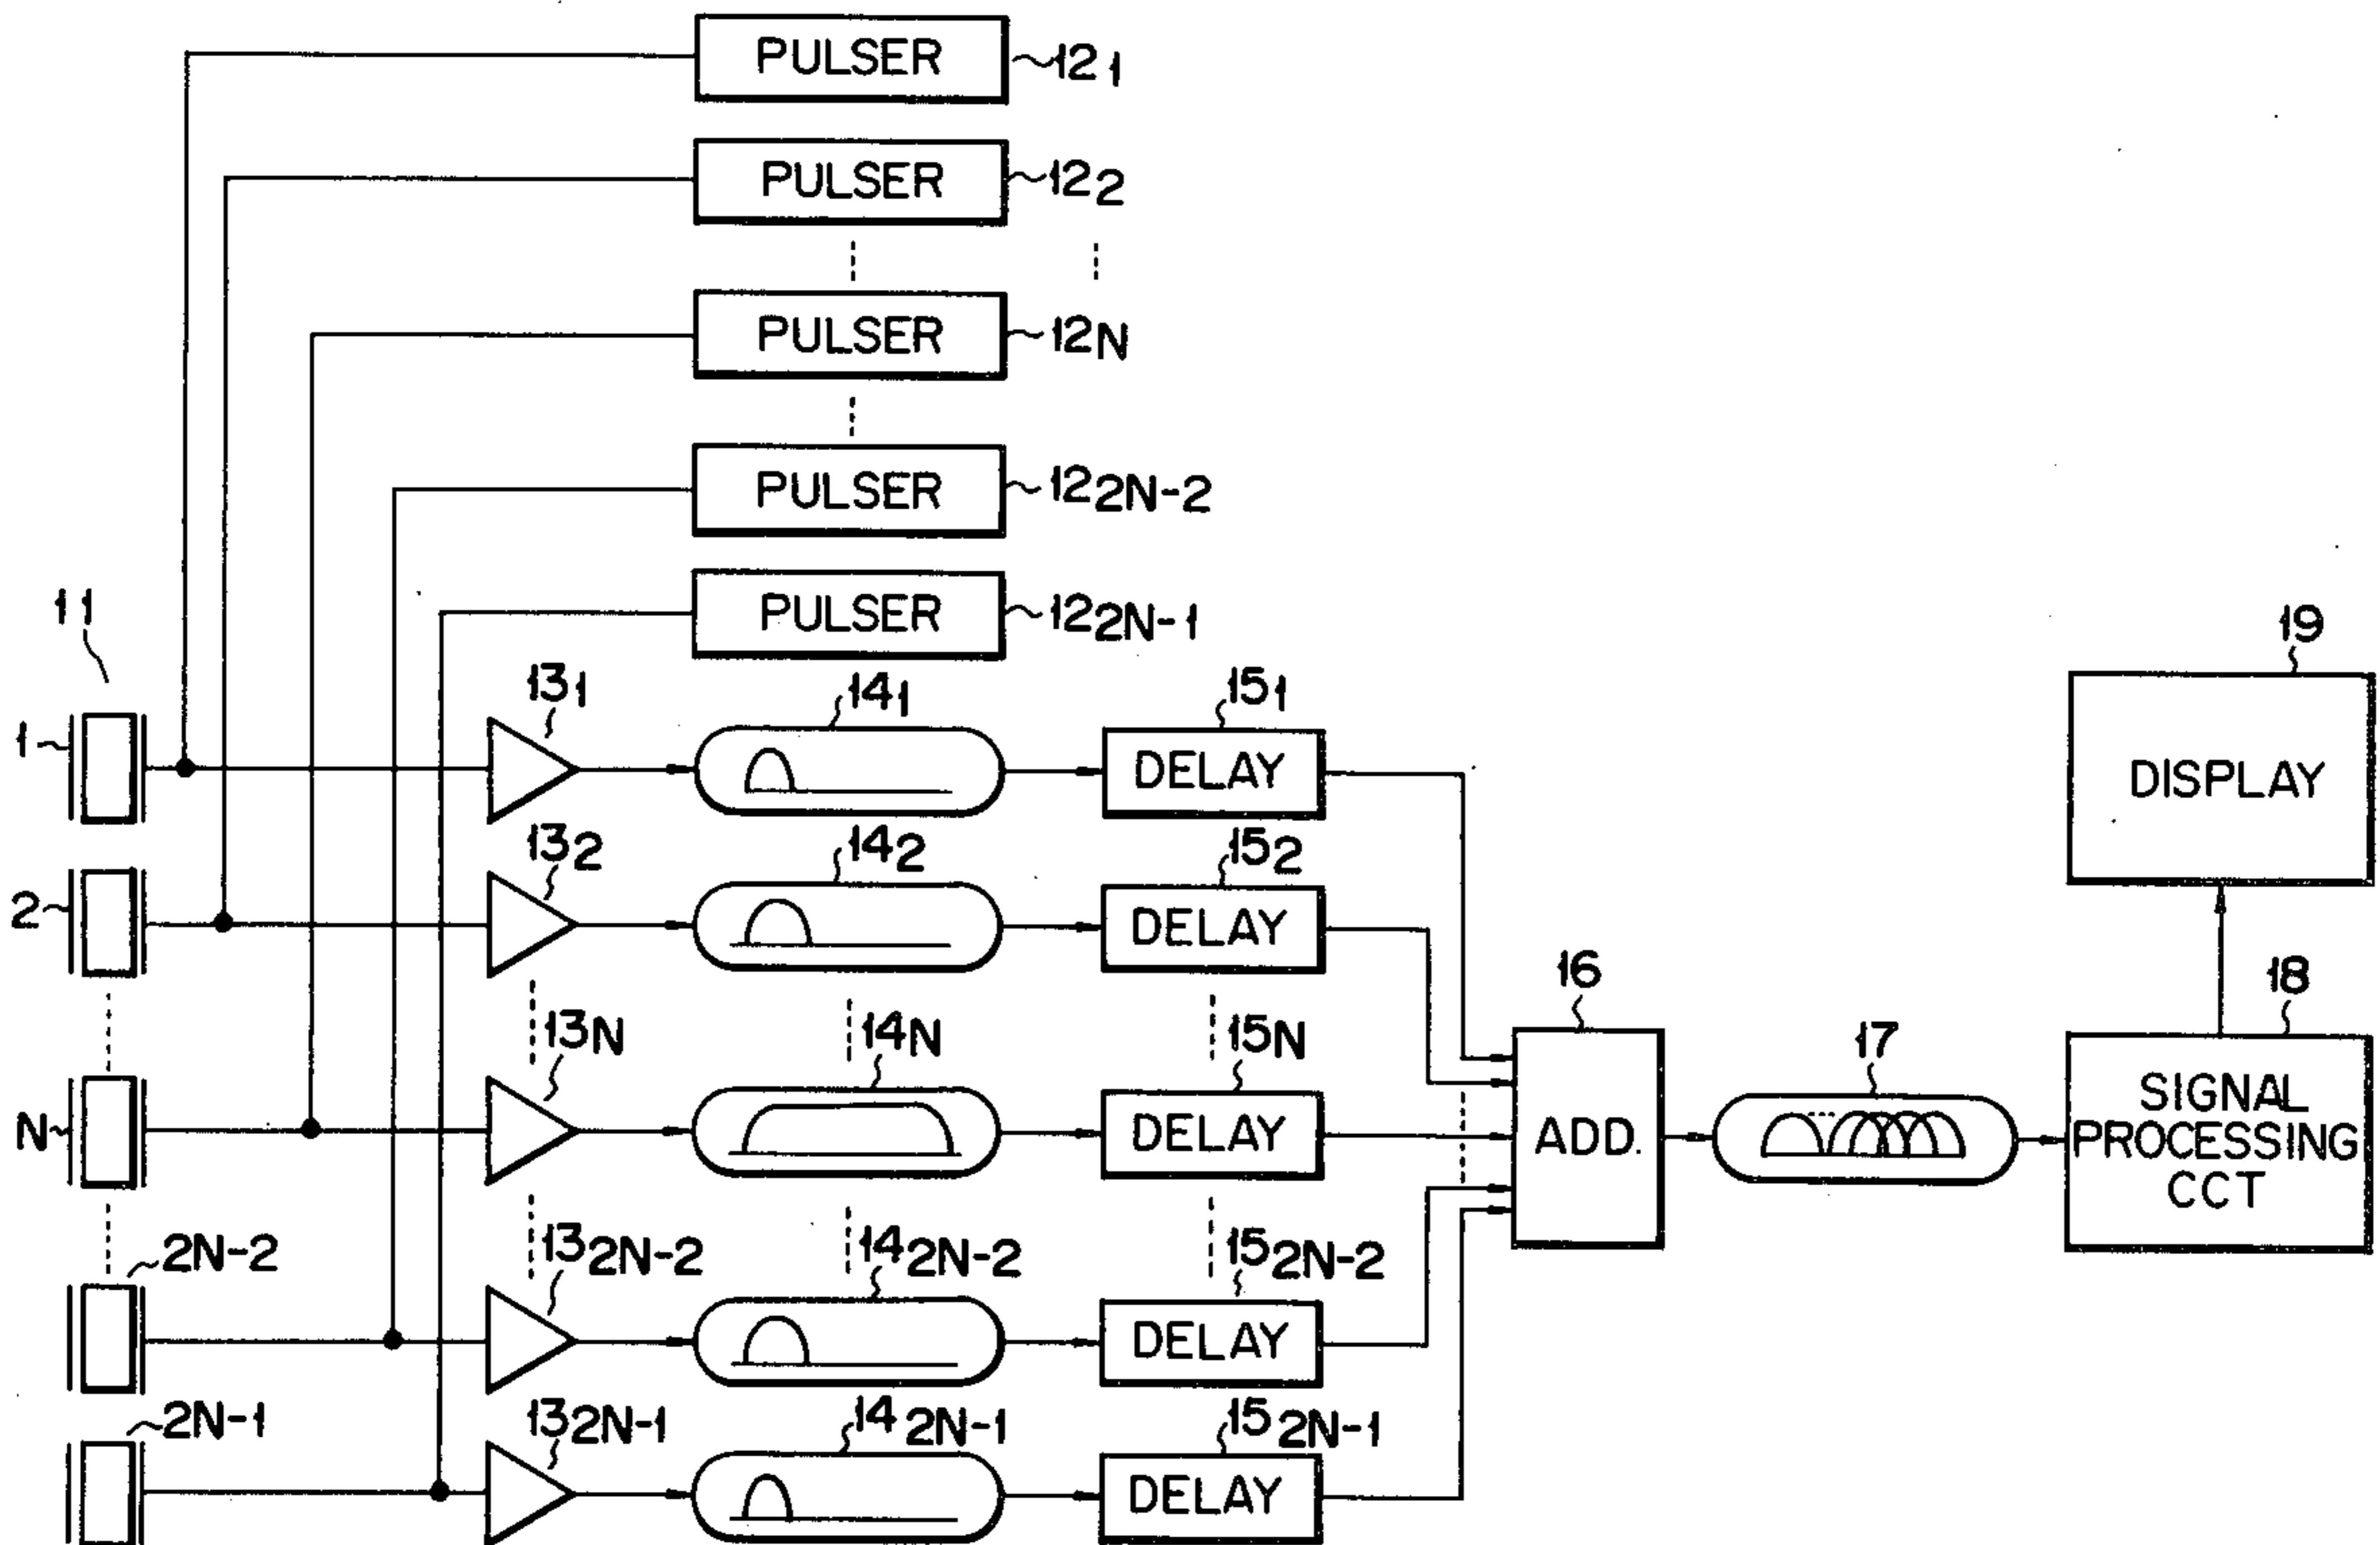 PULSER 12₁
PULSER 12₂
PULSER 12N
PULSER 12₂N-2
PULSER 12₂N-1
11
19
13₁ 14₁ 15₁
1 DELAY DISPLAY
13₂ 14₂ 15₂
2 DELAY
16 18
13N 14N 15N 17
N DELAY ADD. SIGNAL
PROCESSING
CCT
2N-2 13₂N-2 14₂N-2 15₂N-2
DELAY
2N-1 13₂N-1 14₂N-1 15₂N-1
DELAY